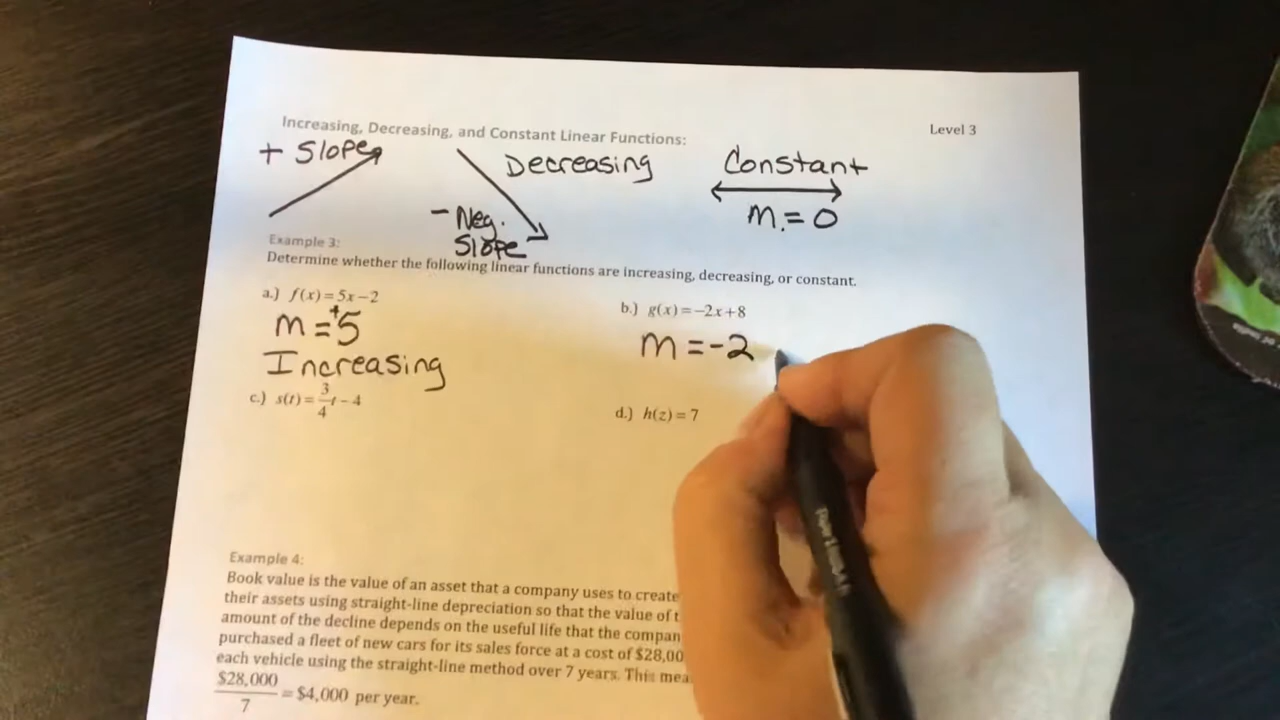 Increasing, Decreasing, and Constant Linear Functions:
Level 3
+ Slope
Decreasing
Constant
- Neg.
Slope
m = 0
Example 3:
Determine whether the following linear functions are increasing, decreasing, or constant.
a.) f(x)=5x−2
b.) g(x)=−2x+8
m = +5
m = -2
Increasing
c.) s(t)=3/4t−4
d.) h(z)=7
Example 4:
Book value is the value of an asset that a company uses to create
their assets using straight-line depreciation so that the value of
amount of the decline depends on the useful life that the
purchased a fleet of new cars for its sales force at a cost of
each vehicle using the straight-line method over 7 years. This
$28,000/7 = $4,000 per year.